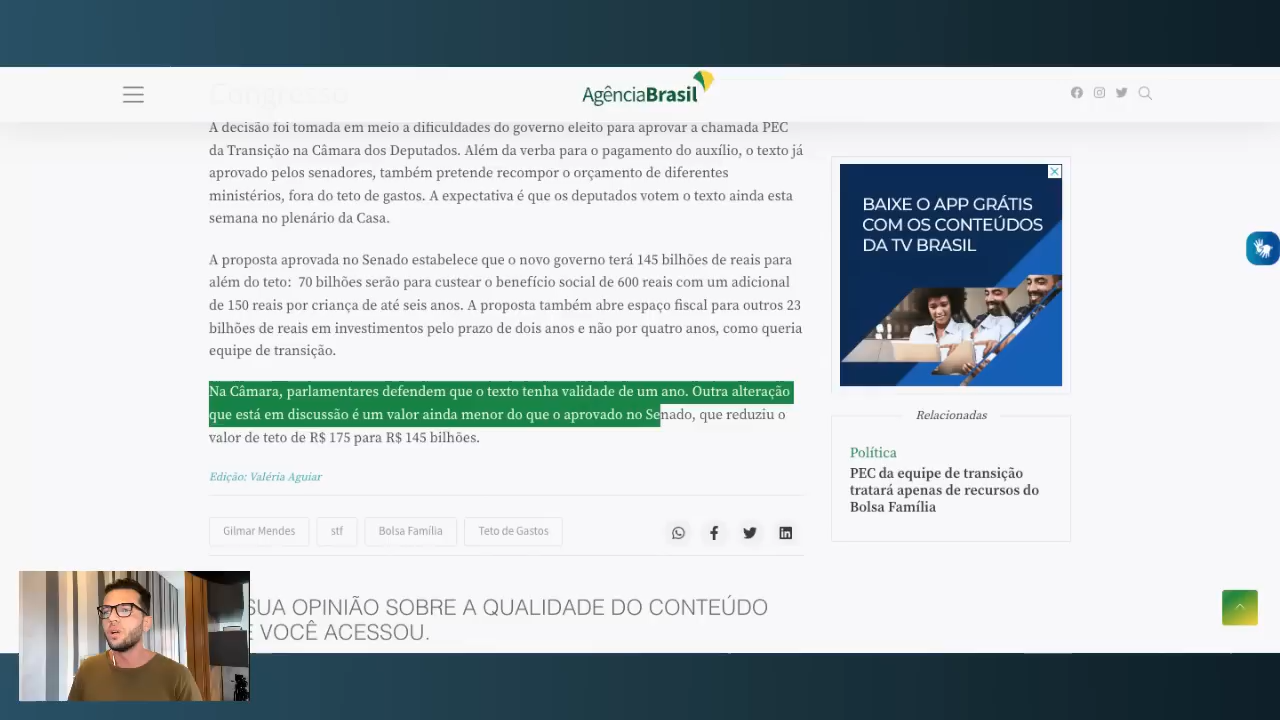 Congresso
AgênciaBrasil
A decisão foi tomada em meio a dificuldades do governo eleito para aprovar a chamada PEC
da Transição na Câmara dos Deputados. Além da verba para o pagamento do auxílio, o texto já
aprovado pelos senadores, também pretende recompor o orçamento de diferentes
ministérios, fora do teto de gastos. A expectativa é que os deputados votem o texto ainda esta
semana no plenário da Casa.
A proposta aprovada no Senado estabelece que o novo governo terá 145 bilhões de reais para
além do teto:  70 bilhões serão para custear o benefício social de 600 reais com um adicional
de 150 reais por criança de até seis anos. A proposta também abre espaço fiscal para outros 23
bilhões de reais em investimentos pelo prazo de dois anos e não por quatro anos, como queria
equipe de transição.
Na Câmara, parlamentares defendem que o texto tenha validade de um ano. Outra alteração
que está em discussão é um valor ainda menor do que o aprovado no Senado, que reduziu o
valor de teto de R$ 175 para R$ 145 bilhões.
Edição: Valéria Aguiar
Gilmar Mendes
stf
Bolsa Família
Teto de Gastos
SUA OPINIÃO SOBRE A QUALIDADE DO CONTEÚDO
E VOCÊ ACESSOU.
BAIXE O APP GRÁTIS
COM OS CONTEÚDOS
DA TV BRASIL
Relacionadas
Política
PEC da equipe de transição
tratará apenas de recursos do
Bolsa Família